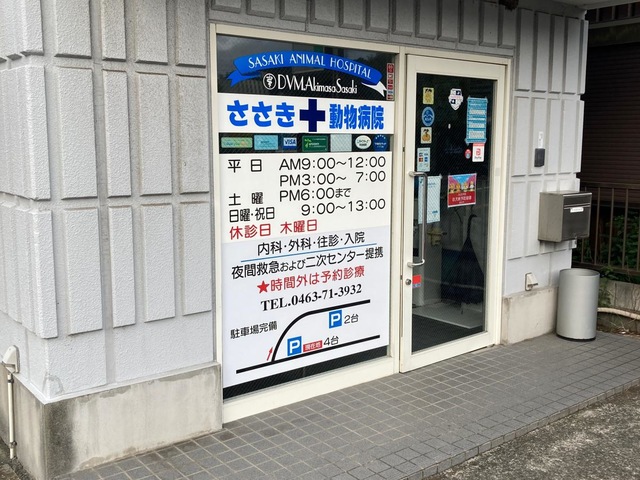 SASAKI ANIMAL HOSPITAL
DVM.Akimasa Sasaki
ささき動物病院
VISA
平日 AM9:00〜12:00
PM3:00〜 7:00
土曜 PM6:00まで
日曜・祝日 9:00〜13:00
休診日 木曜日
内科・外科・往診・入院
夜間救急および二次センター提携
★時間外は予約診療
TEL.0463-71-3932
駐車場完備
P 2台
P 現在地 4台